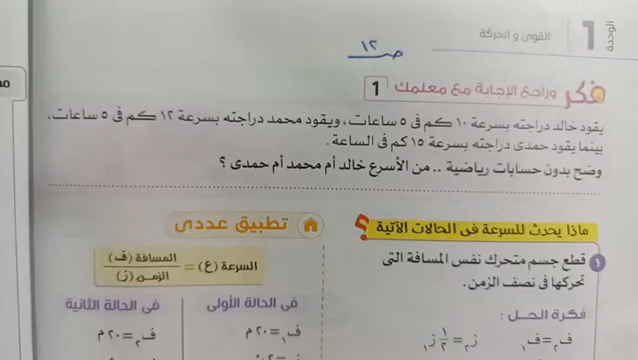 الوحدة
1
القوى و الحركة
صـ ١٢
فكر وراجع الإجابة مع معلمك 1
يقود خالد دراجته بسرعة ١٠ كم فى ٥ ساعات، ويقود محمد دراجته بسرعة ١٢ كم فى ٥ ساعات،
بينما يقود حمدى دراجته بسرعة ١٥ كم فى الساعة.
وضح بدون حسابات رياضية .. من الأسرع خالد أم محمد أم حمدى ؟
ماذا يحدث للسرعة فى الحالات الآتية ؟
١ قطع جسم متحرك نفس المسافة التى
تحركها فى نصف الزمن.
فكرة الحل :
ف٢ = ف١ ز٢ = ١/٢ ز١
تطبيق عددى
السرعة (ع) = المسافة (ف) / الزمن (ز)
فى الحالة الأولى
ف١ = ٢٠ م
فى الحالة الثانية
ف٢ = ٢٠ م